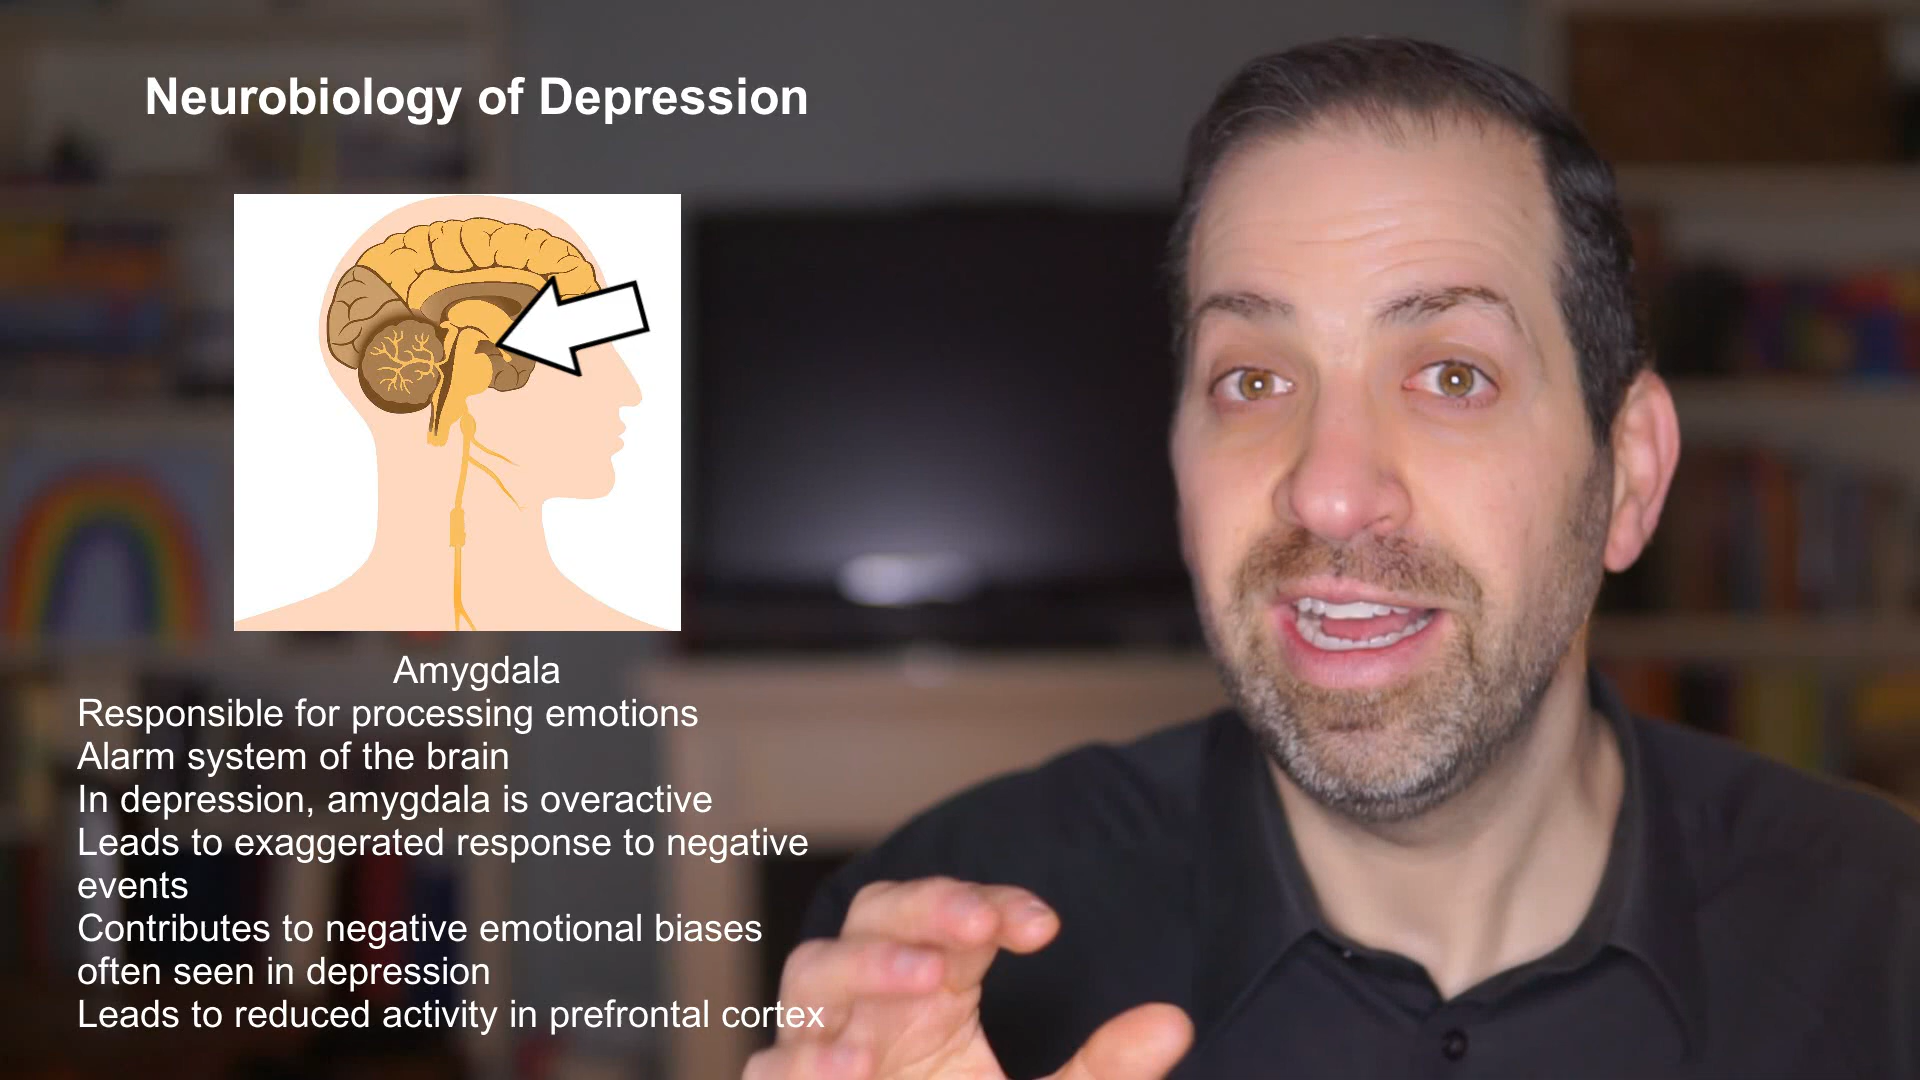 Neurobiology of Depression
Amygdala
Responsible for processing emotions
Alarm system of the brain
In depression, amygdala is overactive
Leads to exaggerated response to negative
events
Contributes to negative emotional biases
often seen in depression
Leads to reduced activity in prefrontal cortex